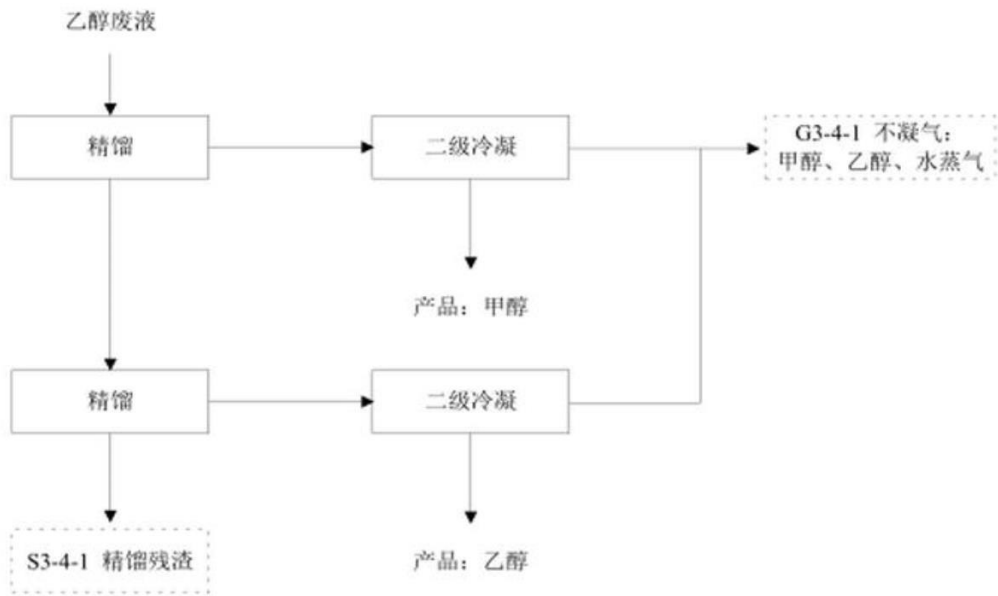 乙醇废液
精馏
二级冷凝
G3-4-1 不凝气：
甲醇、乙醇、水蒸气
产品：甲醇
精馏
二级冷凝
S3-4-1 精馏残渣
产品：乙醇